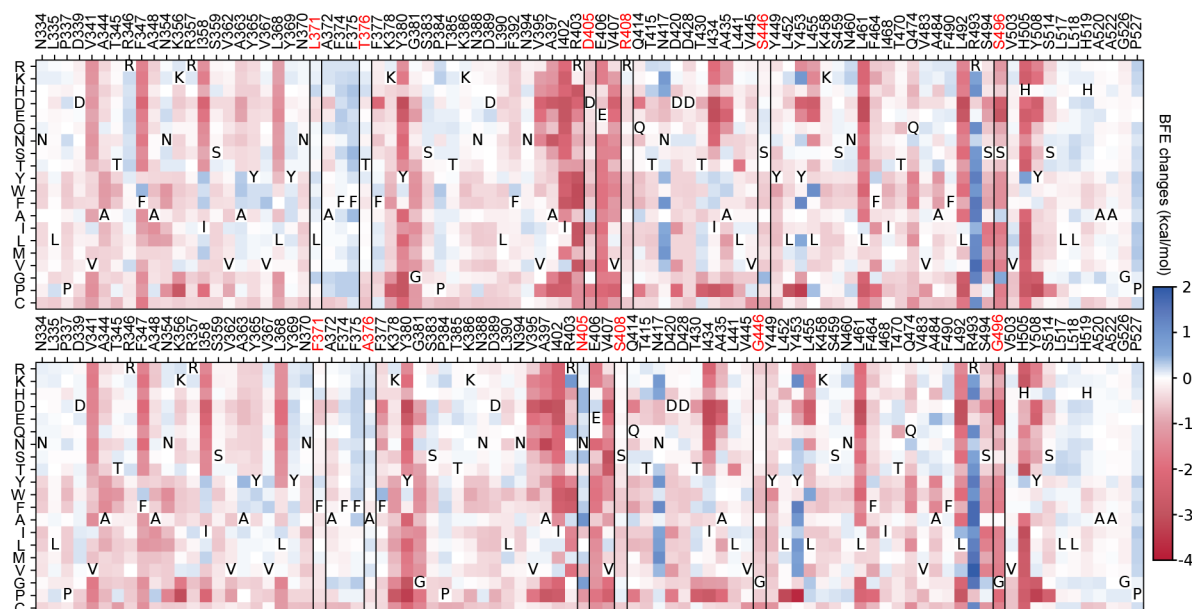 N334 L335 P337 D339 V341 A344 T345 R346 F347 A348 N354 K356 R357 I358 S359 V362 A363 Y365 V367 L368 Y369 N370 L371 A372 F374 F375 T376 F377 K378 Y380 G381 S383 P384 T385 K386 N388 D389 L390 F392 N394 V395 A397 I402 R403 D405 E406 V407 R408 Q414 T415 N417 D420 D428 T430 I434 A435 L441 V445 S446 Y449 L452 Y453 L455 K458 S459 N460 L461 F464 I468 T470 Q474 V483 A484 F490 L492 R493 S494 S496 V503 H505 Y508 S514 L517 L518 H519 A520 A522 G526 P527
R R R R R R
K K K K K
H H H
D D D D D D
E E
Q Q Q
N N N N N N N N
S S S S S S S S
T T T T T T T
Y Y Y Y Y Y Y
W
F F F F F F F F
A A A A A A A A A A
I I I I I
L L L L L L L L L L L L
M
V V V V V V V V V
G G G
P P P P
C
N334 L335 P337 D339 V341 A344 T345 R346 F347 A348 N354 K356 R357 I358 S359 V362 A363 Y365 V367 L368 Y369 N370 F371 A372 F374 F375 A376 F377 K378 Y380 G381 S383 P384 T385 K386 N388 D389 L390 F392 N394 V395 A397 I402 R403 N405 E406 V407 S408 Q414 T415 N417 D420 D428 T430 I434 A435 L441 V445 G446 Y449 L452 Y453 L455 K458 S459 N460 L461 F464 I468 T470 Q474 V483 A484 F490 L492 R493 S494 G496 V503 H505 Y508 S514 L517 L518 H519 A520 A522 G526 P527
R R R R R
K K K K K
H H H
D D D D D
E E
Q Q Q
N N N N N N N N N
S S S S S S S
T T T T T T
Y Y Y Y Y Y Y
W
F F F F F F F F F
A A A A A A A A A A A
I I I I I
L L L L L L L L L L L
M
V V V V V V V V V
G G G G G
P P P P
C
2
1
0
-1
-2
-3
-4
BFE changes (kcal/mol)